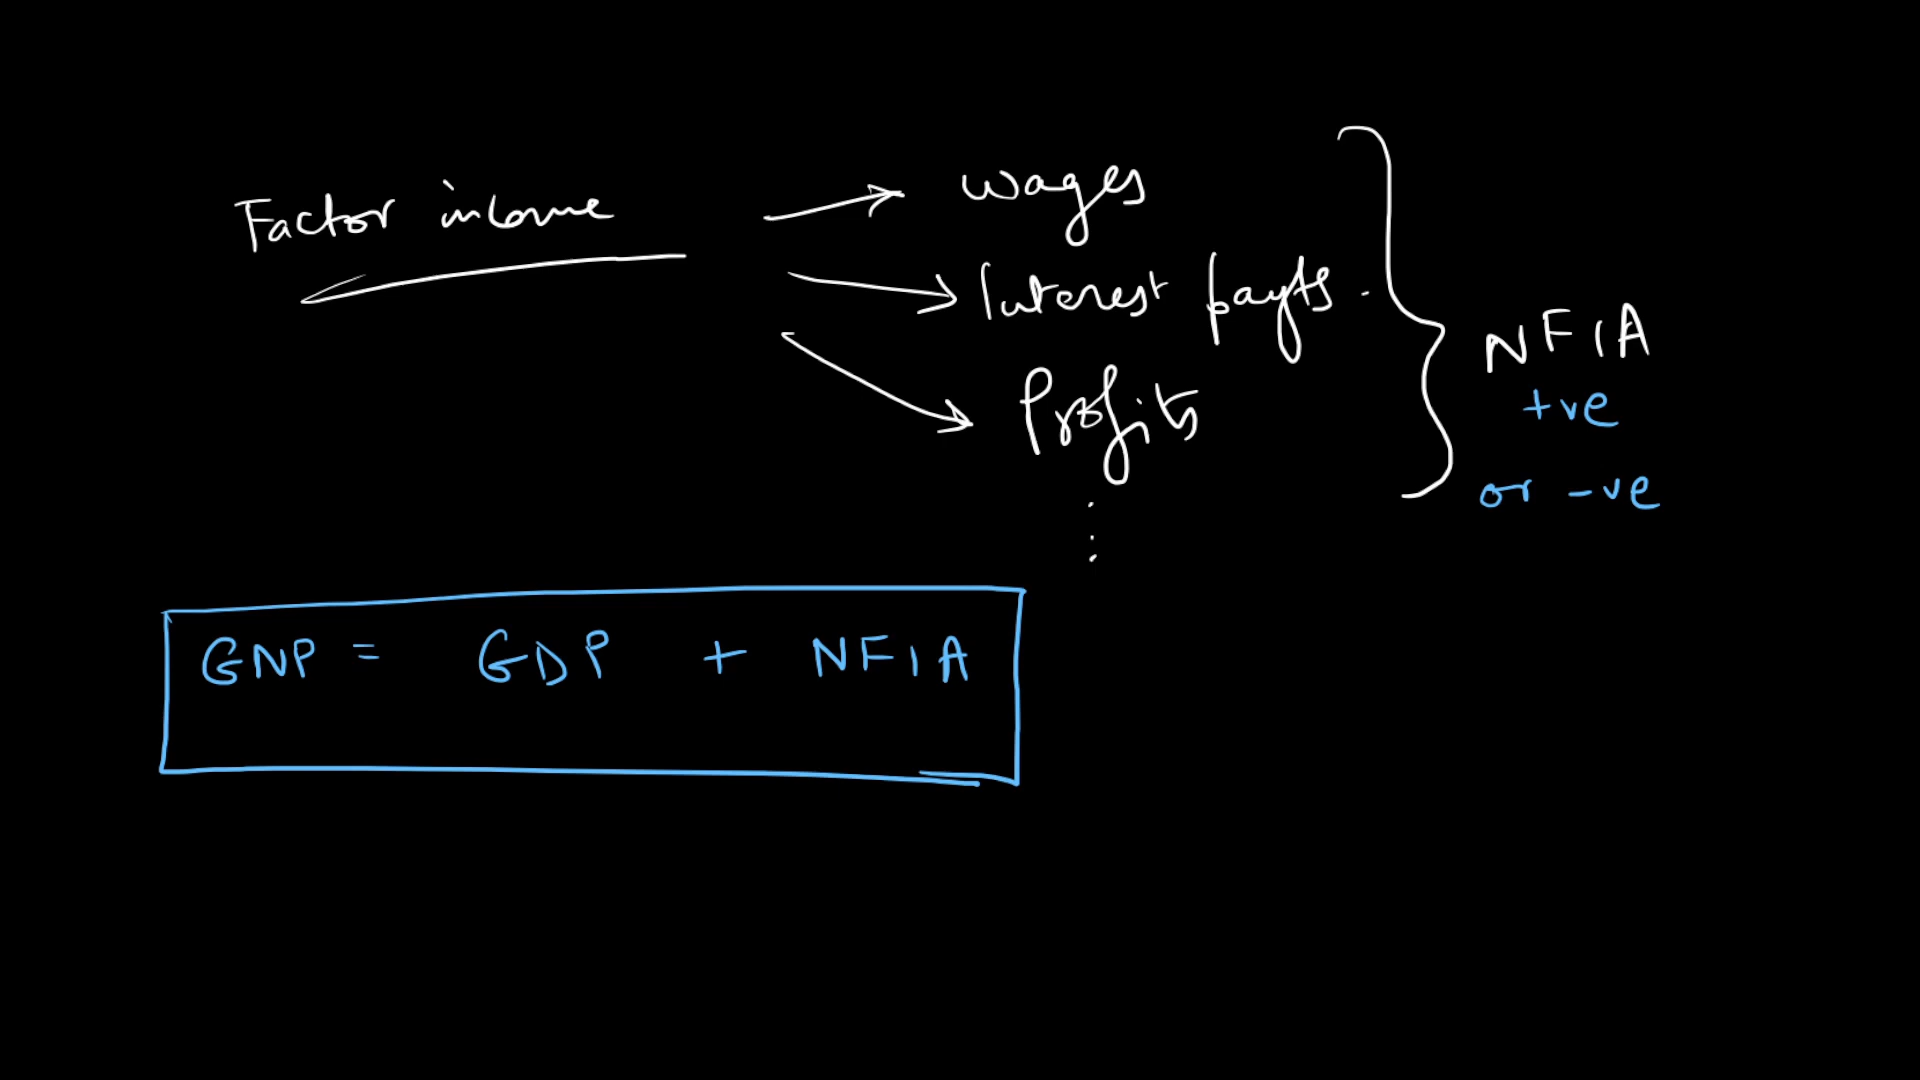 Factor income → wages
→ Interest payts.
→ Profits
NFIA
+ve
or -ve
GNP = GDP + NFIA